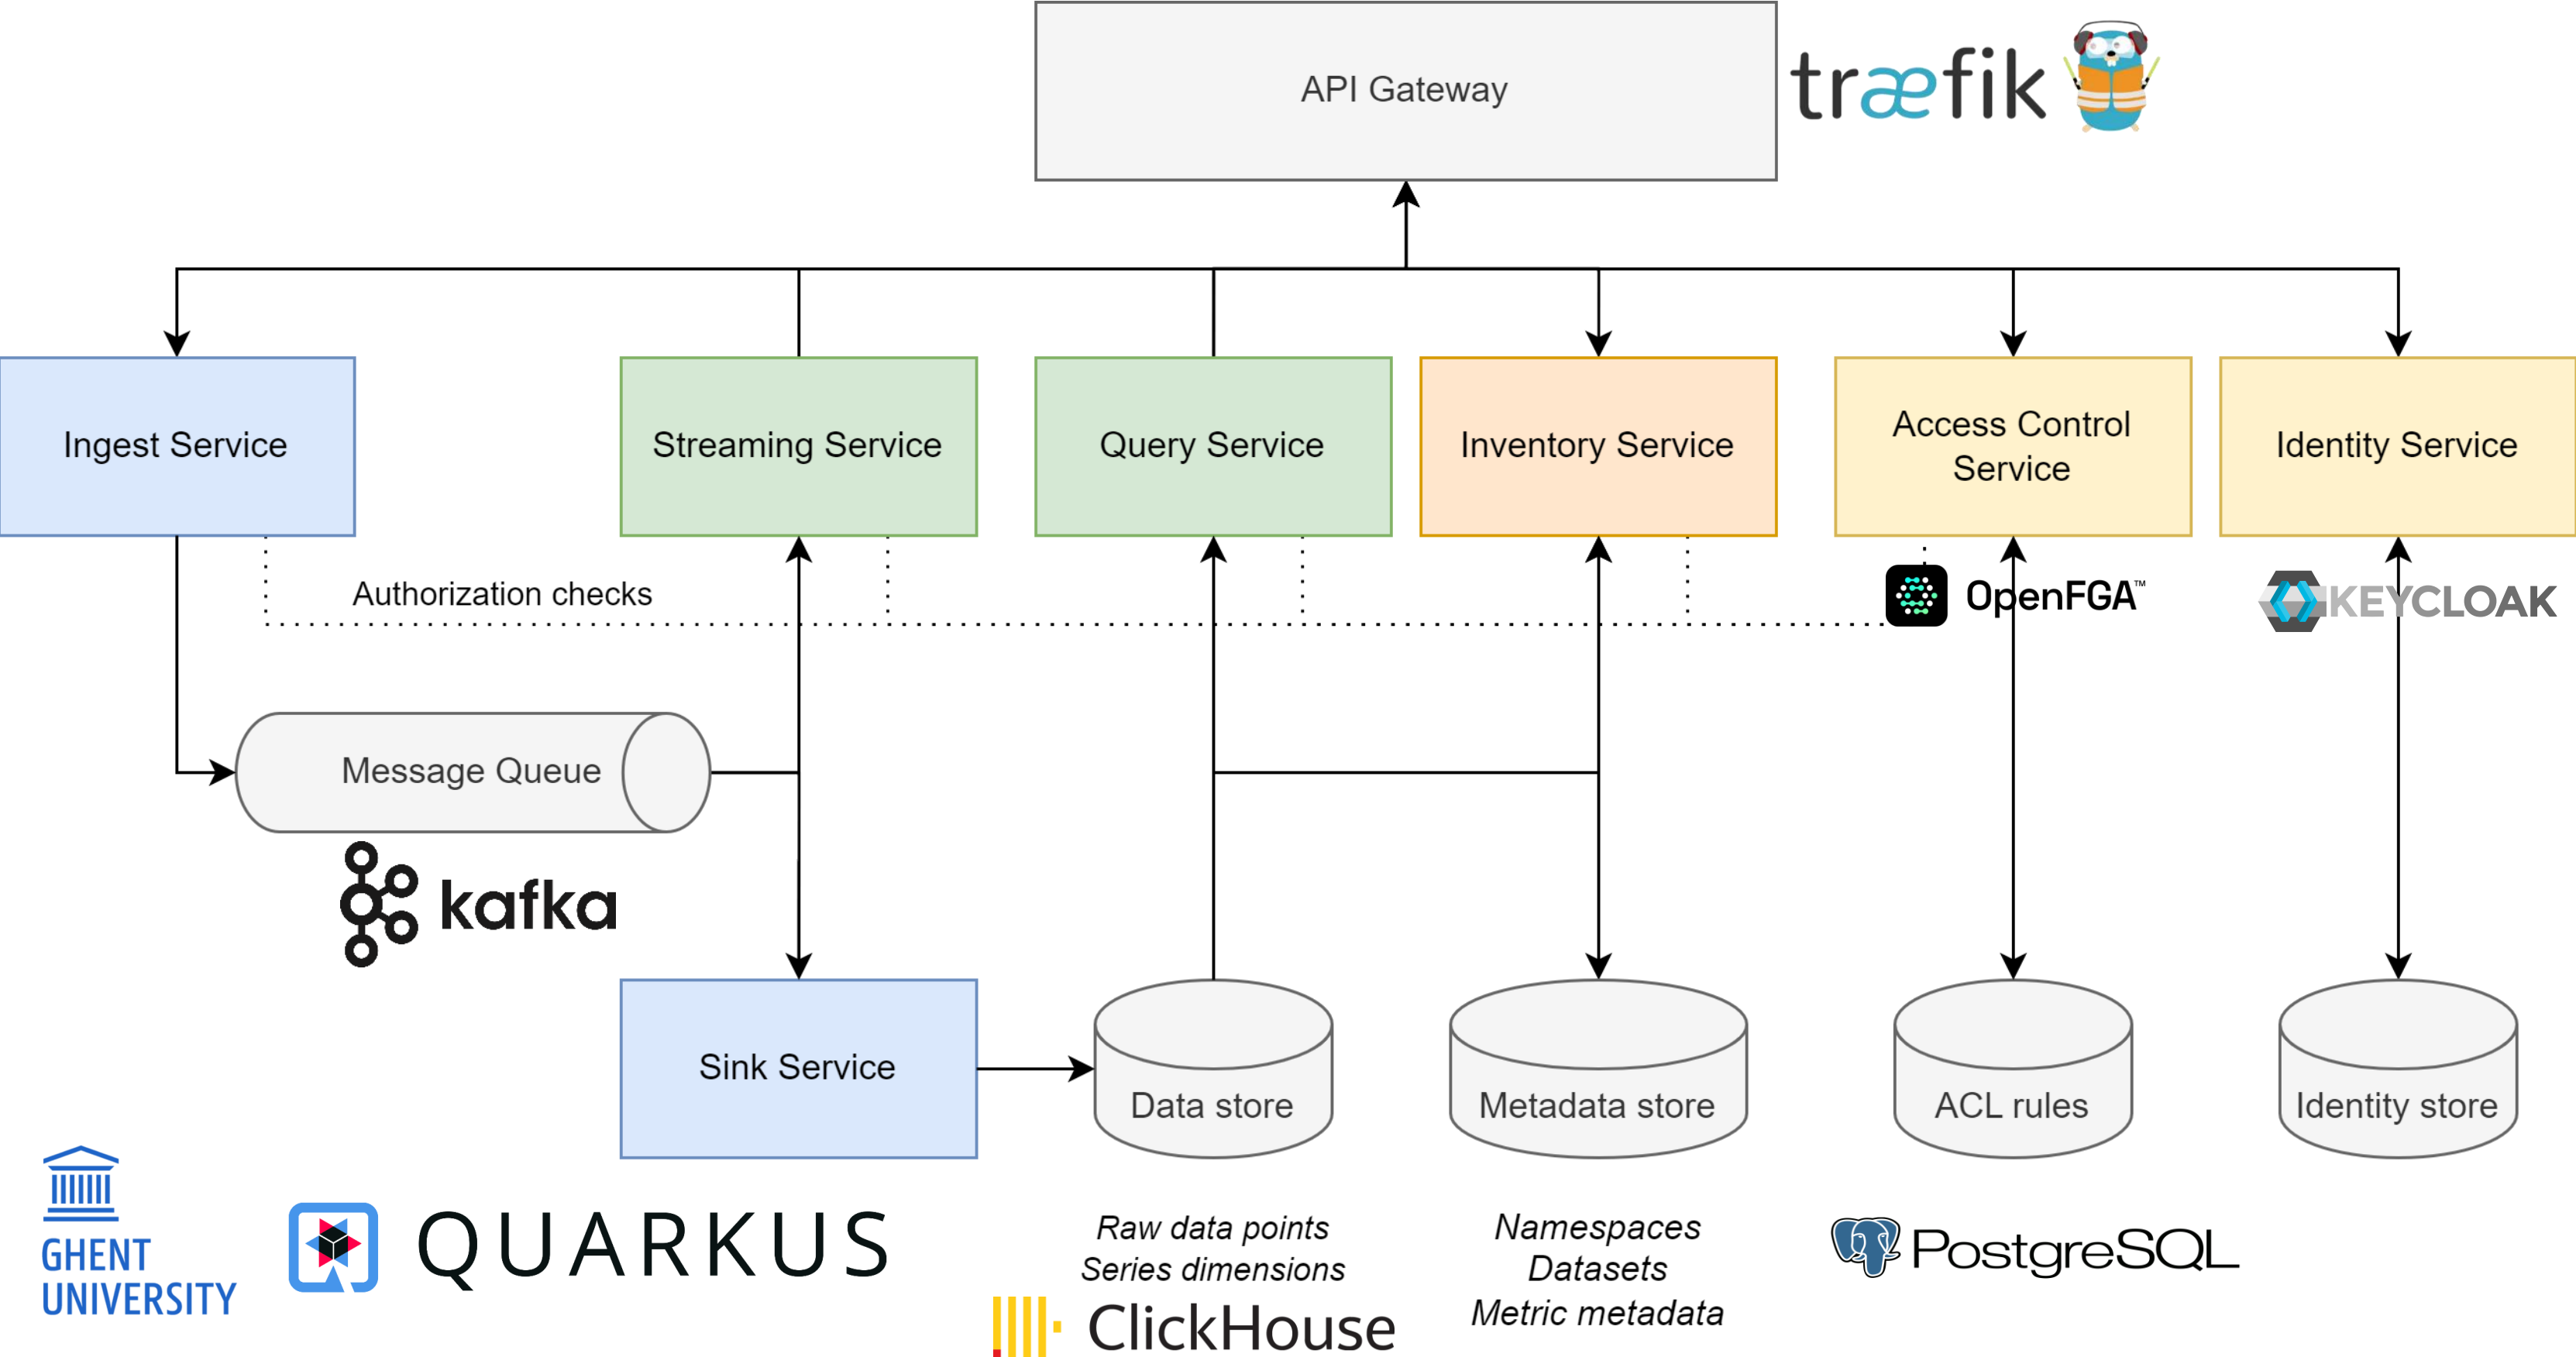 API Gateway
træfik
Ingest Service
Streaming Service
Query Service
Inventory Service
Access Control
Service
Identity Service
Authorization checks
OpenFGA™
KEYCLOAK
Message Queue
kafka
Sink Service
Data store
Metadata store
ACL rules
Identity store
GHENT
UNIVERSITY
QUARKUS
Raw data points
Series dimensions
ClickHouse
Namespaces
Datasets
Metric metadata
PostgreSQL